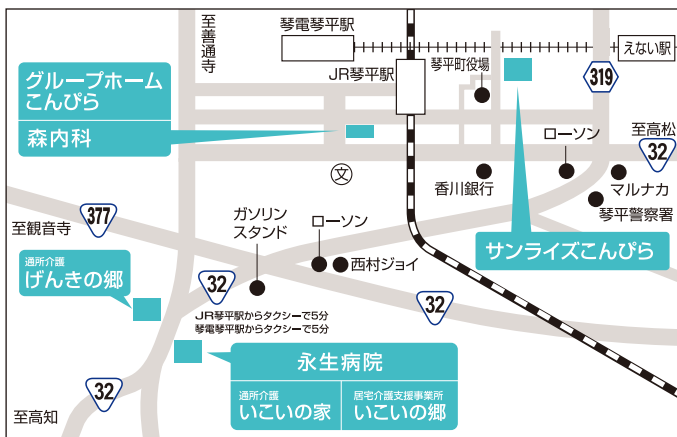 至善通寺
琴電琴平駅
えない駅
JR琴平駅
琴平町役場
319
グループホーム
こんぴら
森内科
ローソン
至高松
32
文
香川銀行
マルナカ
琴平警察署
377
至観音寺
ガソリン
スタンド
ローソン
西村ジョイ
サンライズこんぴら
通所介護
げんきの郷
32
32
JR琴平駅からタクシーで5分
琴電琴平駅からタクシーで5分
永生病院
通所介護
いこいの家
居宅介護支援事業所
いこいの郷
32
至高知